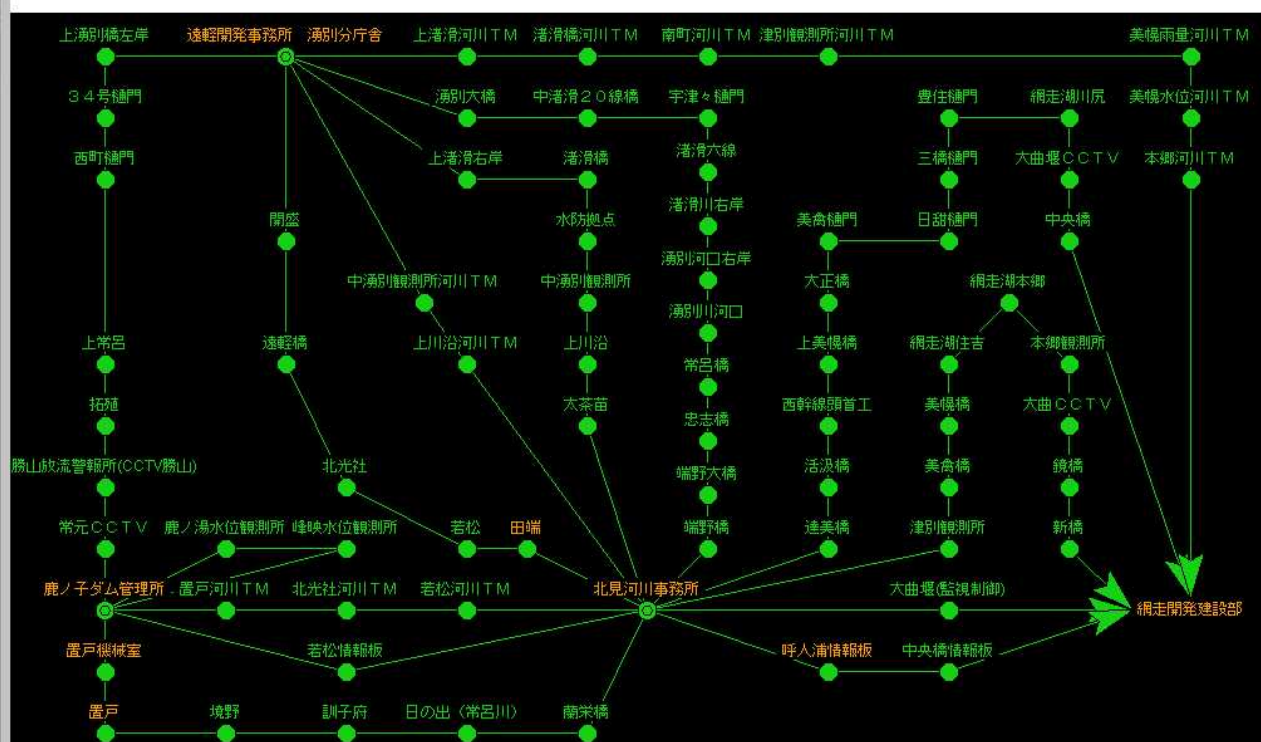 上湧別橋左岸
遠軽開発事務所 湧別分庁舎
上渚滑河川TM
渚滑橋河川TM
南町河川TM
津別観測所河川TM
美幌雨量河川TM
34号樋門
湧別大橋
中渚滑20線橋
宇津々樋門
豊住樋門
網走湖川尻
美幌水位河川TM
西町樋門
上渚滑右岸
渚滑橋
渚滑六線
三橋樋門
大曲堰CCTV
本郷河川TM
開盛
水防拠点
渚滑川右岸
美禽樋門
日甜樋門
中央橋
中湧別観測所河川TM
中湧別観測所
湧別河口右岸
大正橋
網走湖本郷
上常呂
遠軽橋
上川沿河川TM
上川沿
湧別川河口
上美幌橋
網走湖住吉
本郷観測所
常呂橋
拓殖
太茶苗
忠志橋
西幹線頭首工
美幌橋
大曲CCTV
勝山放流警報所(CCTV勝山)
北光社
端野大橋
活汲橋
美禽橋
鏡橋
常元CCTV
鹿ノ湯水位観測所
峰映水位観測所
若松
田端
端野橋
達美橋
津別観測所
新橋
鹿ノ子ダム管理所
置戸河川TM
北光社河川TM
若松河川TM
北見河川事務所
大曲堰(監視制御)
網走開発建設部
置戸機械室
若松情報板
呼人浦情報板
中央橋情報板
置戸
境野
訓子府
日の出(常呂川)
蘭栄橋